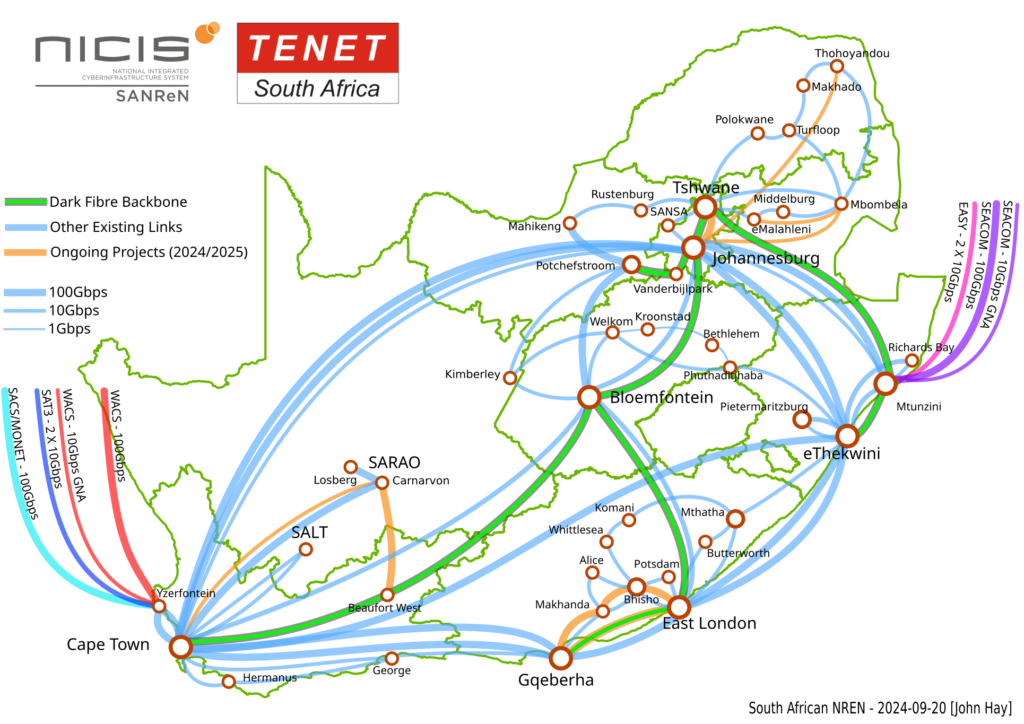 NICIS
NATIONAL INTEGRATED
CYBERINFRASTRUCTURE SYSTEM
SANReN
TENET
South Africa
Dark Fibre Backbone
Other Existing Links
Ongoing Projects (2024/2025)
100Gbps
10Gbps
1Gbps
Thohoyandou
Makhado
Polokwane
Turfloop
Tshwane
Rustenburg
SANSA
Middelburg
Mbombela
Mahikeng
eMalahleni
Johannesburg
Potchefstroom
Vanderbijlpark
EASY - 2 X 10Gbps
SEACOM - 100Gbps
SEACOM - 10Gbps GNA
Welkom
Kroonstad
Bethlehem
Richards Bay
Kimberley
Phuthaditjhaba
Bloemfontein
Pietermaritzburg
Mtunzini
eThekwini
SACS/MONET - 100Gbps
SAT3 - 2 X 10Gbps
WACS - 10Gbps GNA
WACS - 100Gbps
SARAO
Losberg
Carnarvon
SALT
Komani
Mthatha
Whittlesea
Butterworth
Alice
Potsdam
Yzerfontein
Beaufort West
Makhanda
Bhisho
East London
Cape Town
George
Hermanus
Gqeberha
South African NREN - 2024-09-20 [John Hay]